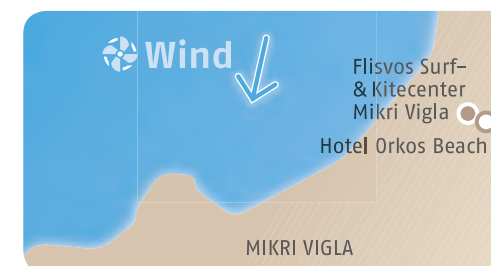 Wind
Flisvos Surf-
& Kitecenter
Mikri Vigla
Hotel Orkos Beach
MIKRI VIGLA